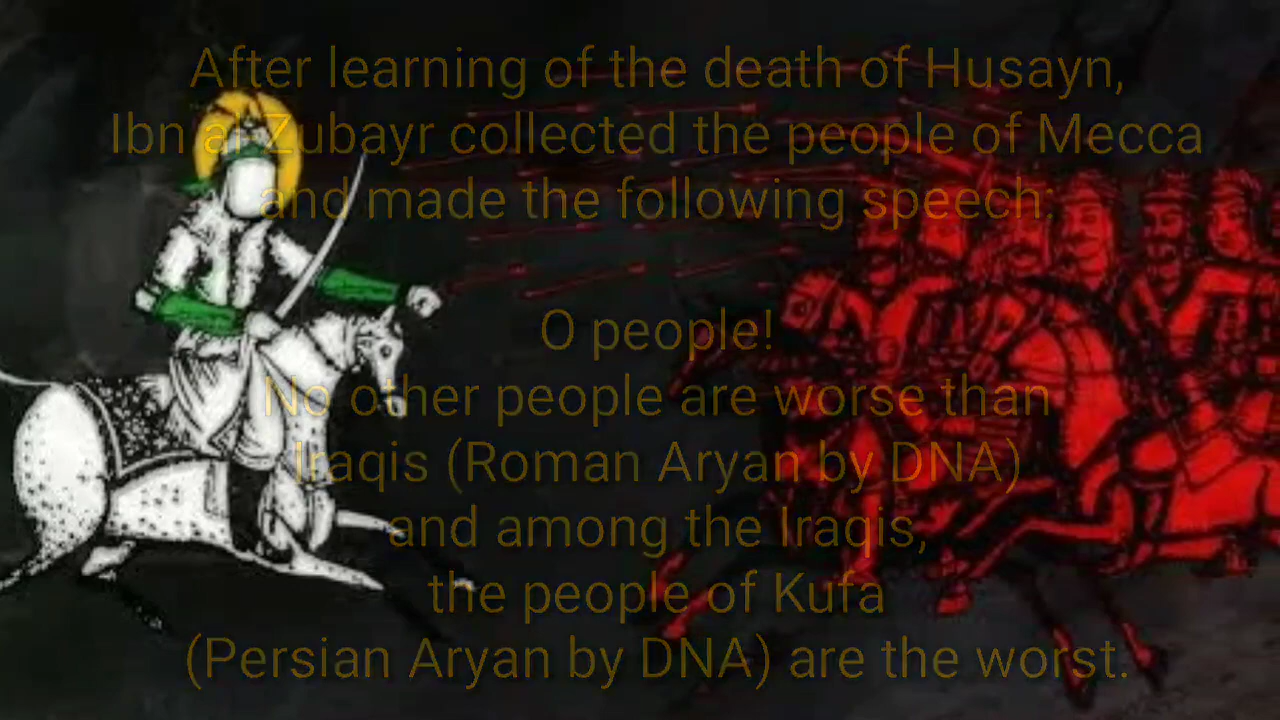 After learning of the death of Husayn,
Ibn al Zubayr collected the people of Mecca
and made the following speech:
O people!
No other people are worse than
Iraqis (Roman Aryan by DNA)
and among the Iraqis,
the people of Kufa
(Persian Aryan by DNA) are the worst.